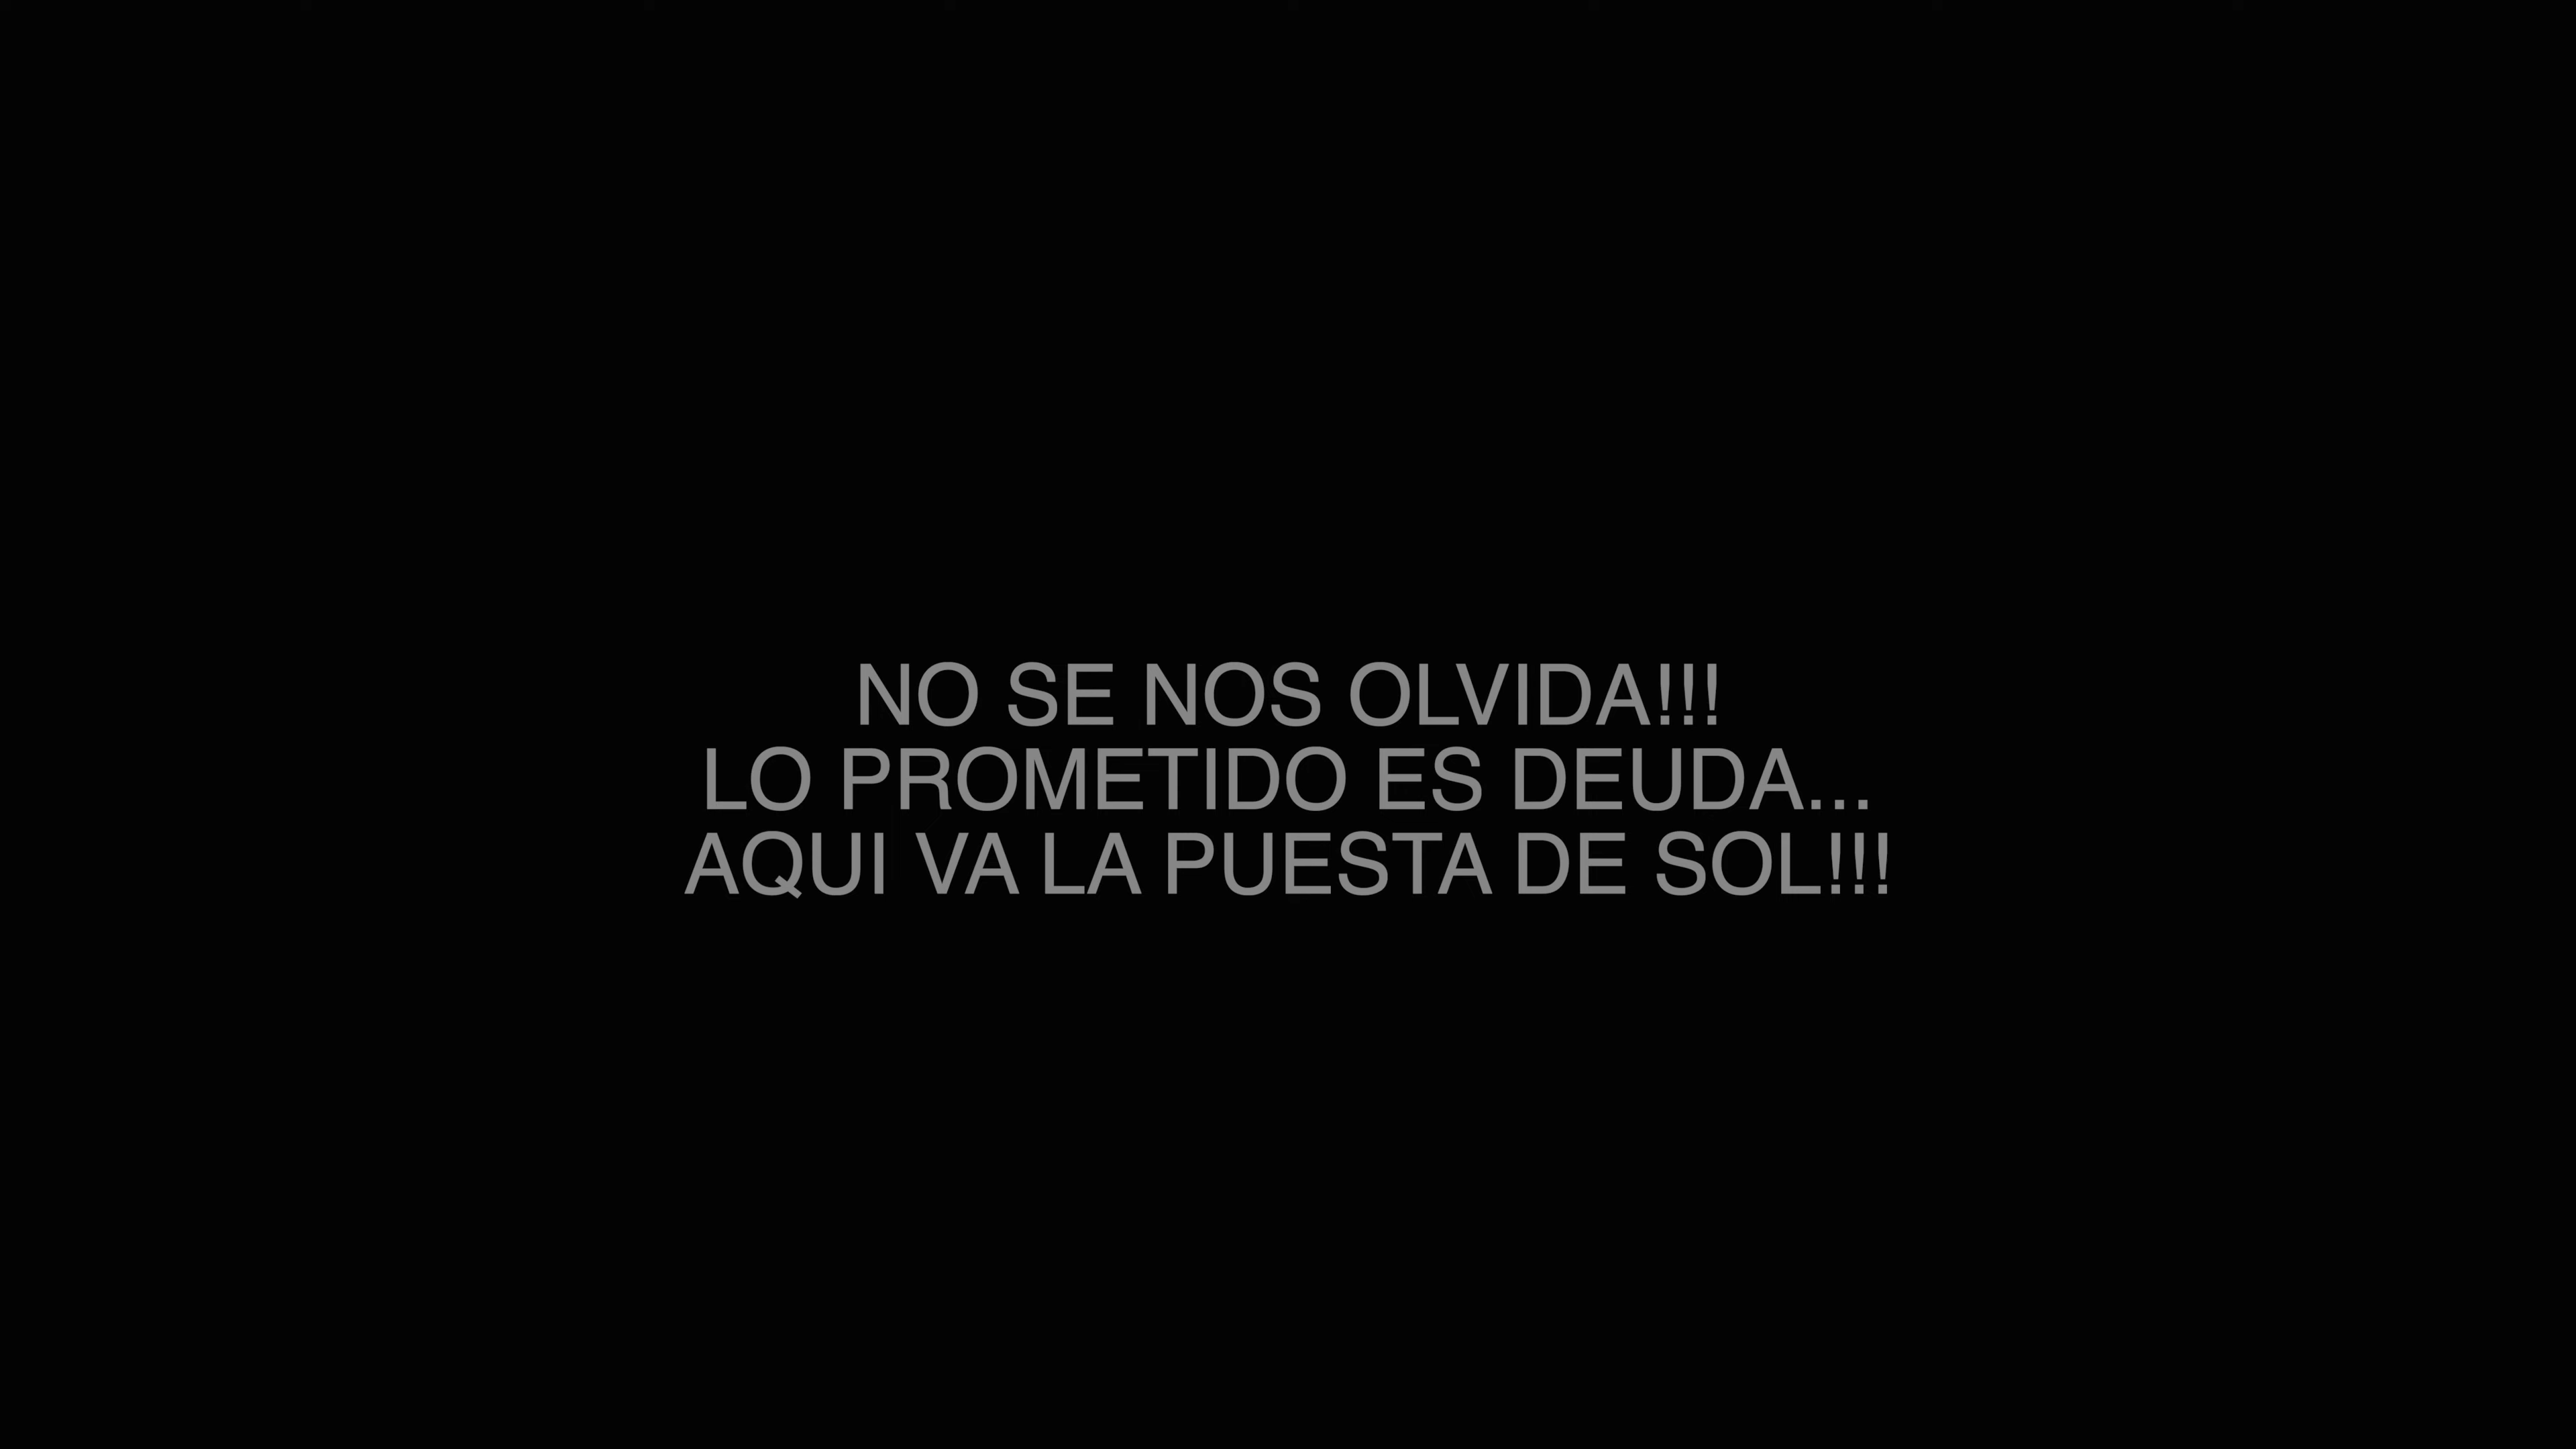 NO SE NOS OLVIDA!!!
LO PROMETIDO ES DEUDA...
AQUI VA LA PUESTA DE SOL!!!